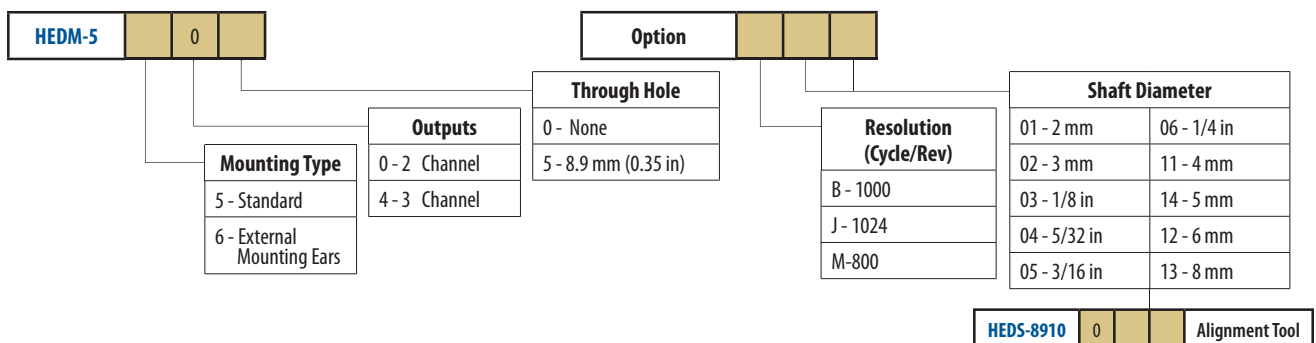 HEDM-5 0
Option
Through Hole
0 - None
5 - 8.9 mm (0.35 in)
Outputs
0 - 2 Channel
4 - 3 Channel
Mounting Type
5 - Standard
6 - External
Mounting Ears
Resolution
(Cycle/Rev)
B - 1000
J - 1024
M-800
Shaft Diameter
01 - 2 mm 06 - 1/4 in
02 - 3 mm 11 - 4 mm
03 - 1/8 in 14 - 5 mm
04 - 5/32 in 12 - 6 mm
05 - 3/16 in 13 - 8 mm
HEDS-8910 0 Alignment Tool